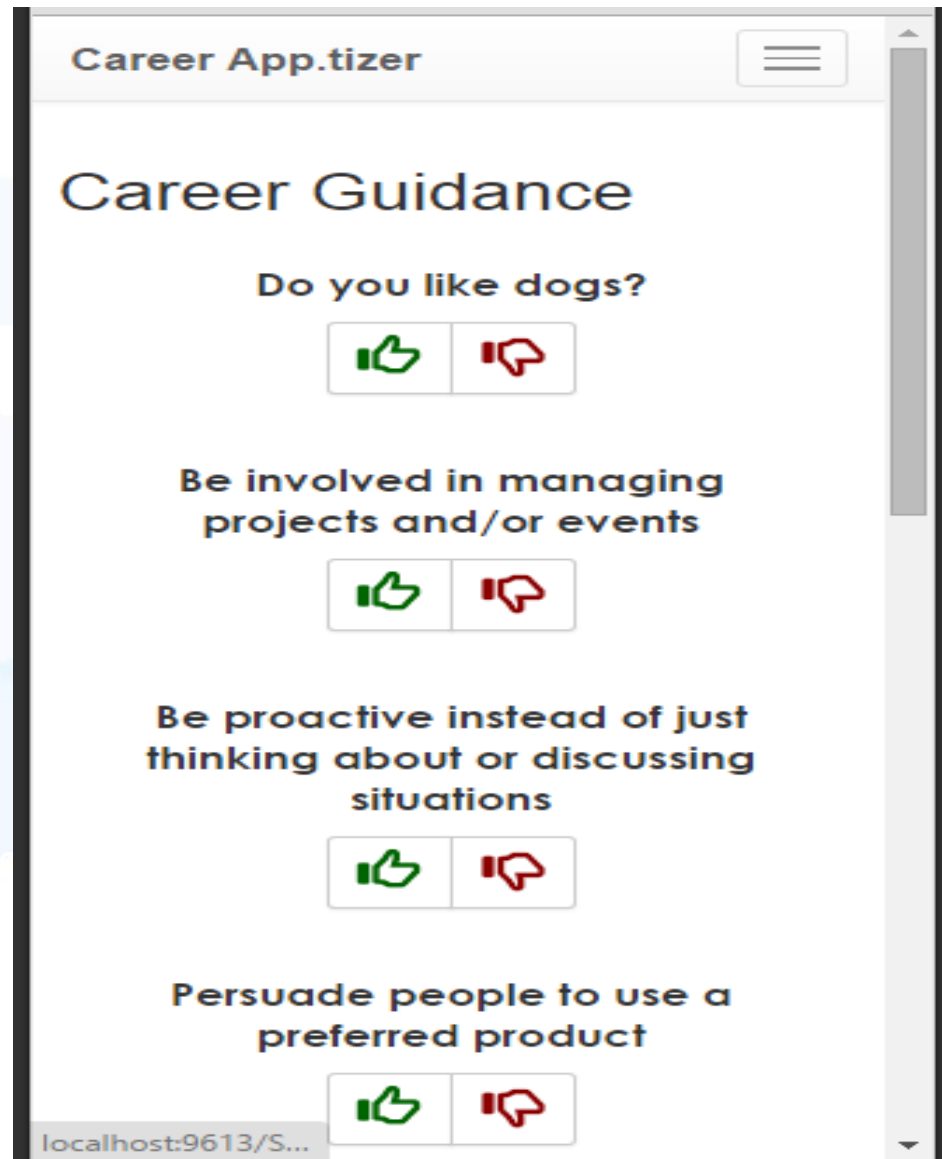 Career App.tizer
Career Guidance
Do you like dogs?
Be involved in managing
projects and/or events
Be proactive instead of just
thinking about or discussing
situations
Persuade people to use a
preferred product
localhost:9613/S...